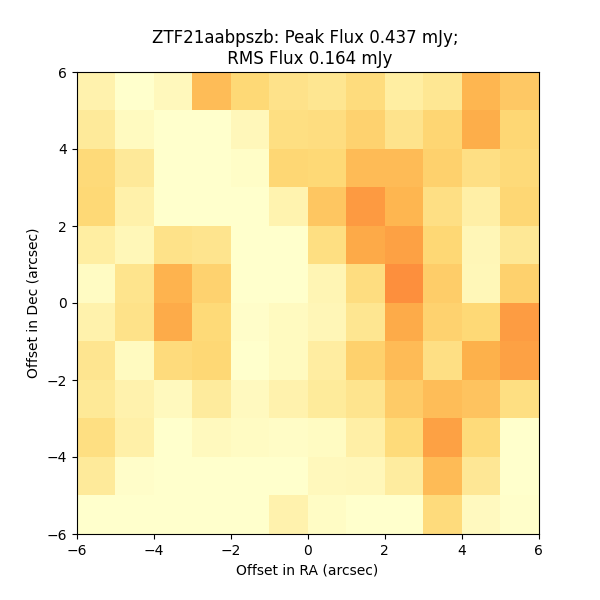 ZTF21aabpszb: Peak Flux 0.437 mJy;
RMS Flux 0.164 mJy
6
4
2
0
−2
−4
−6
Offset in Dec (arcsec)
−6 −4 −2 0 2 4 6
Offset in RA (arcsec)